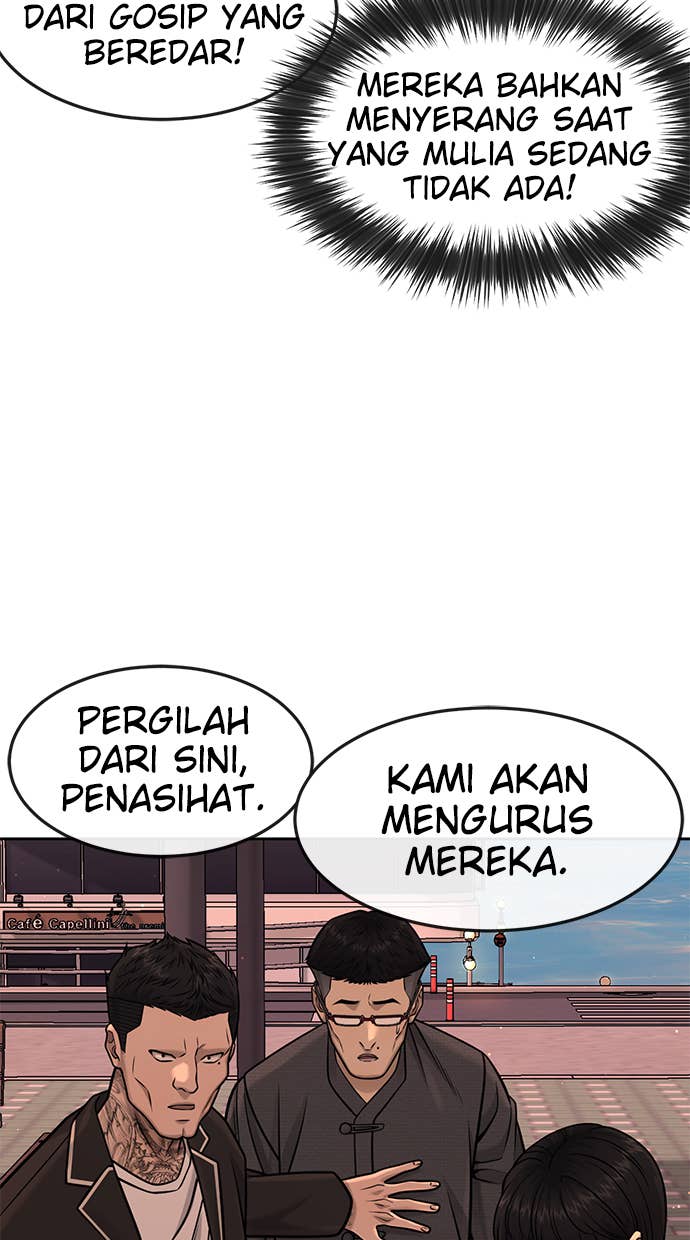 DARI GOSIP YANG
BEREDAR!
MEREKA BAHKAN
MENYERANG SAAT
YANG MULIA SEDANG
TIDAK ADA!
PERGILAH
DARI SINI,
PENASIHAT.
KAMI AKAN
MENGURUS
MEREKA.
Café Capellini